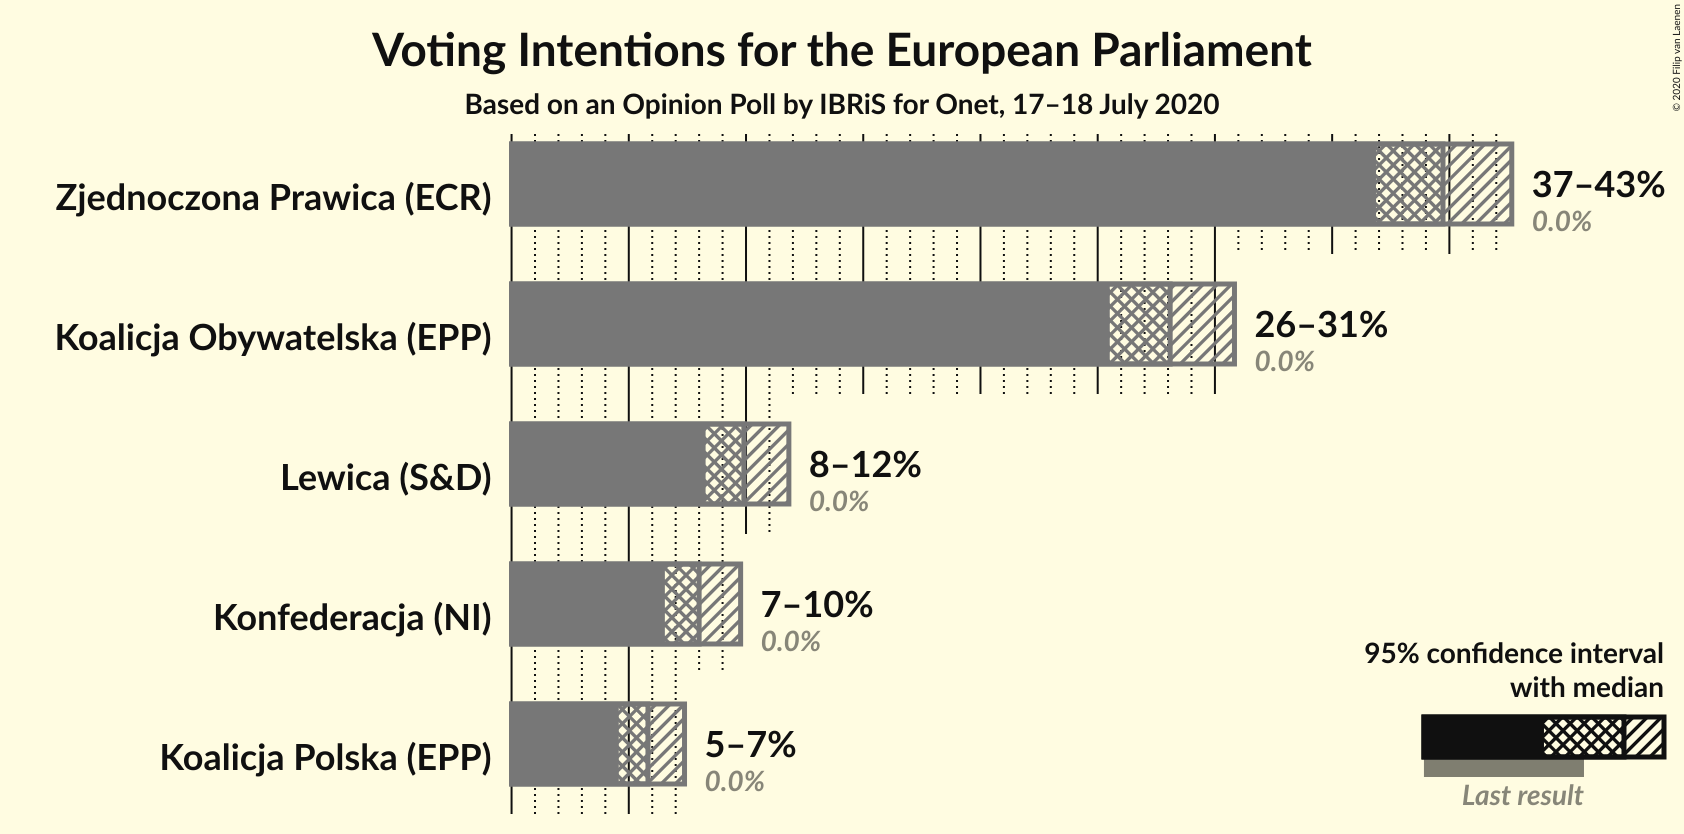 Voting Intentions for the European Parliament
Based on an Opinion Poll by IBRiS for Onet, 17–18 July 2020
© 2020 Filip van Laenen
Zjednoczona Prawica (ECR)
37–43%
0.0%
Koalicja Obywatelska (EPP)
26–31%
0.0%
Lewica (S&D)
8–12%
0.0%
Konfederacja (NI)
7–10%
0.0%
Koalicja Polska (EPP)
5–7%
0.0%
95% confidence interval
with median
Last result